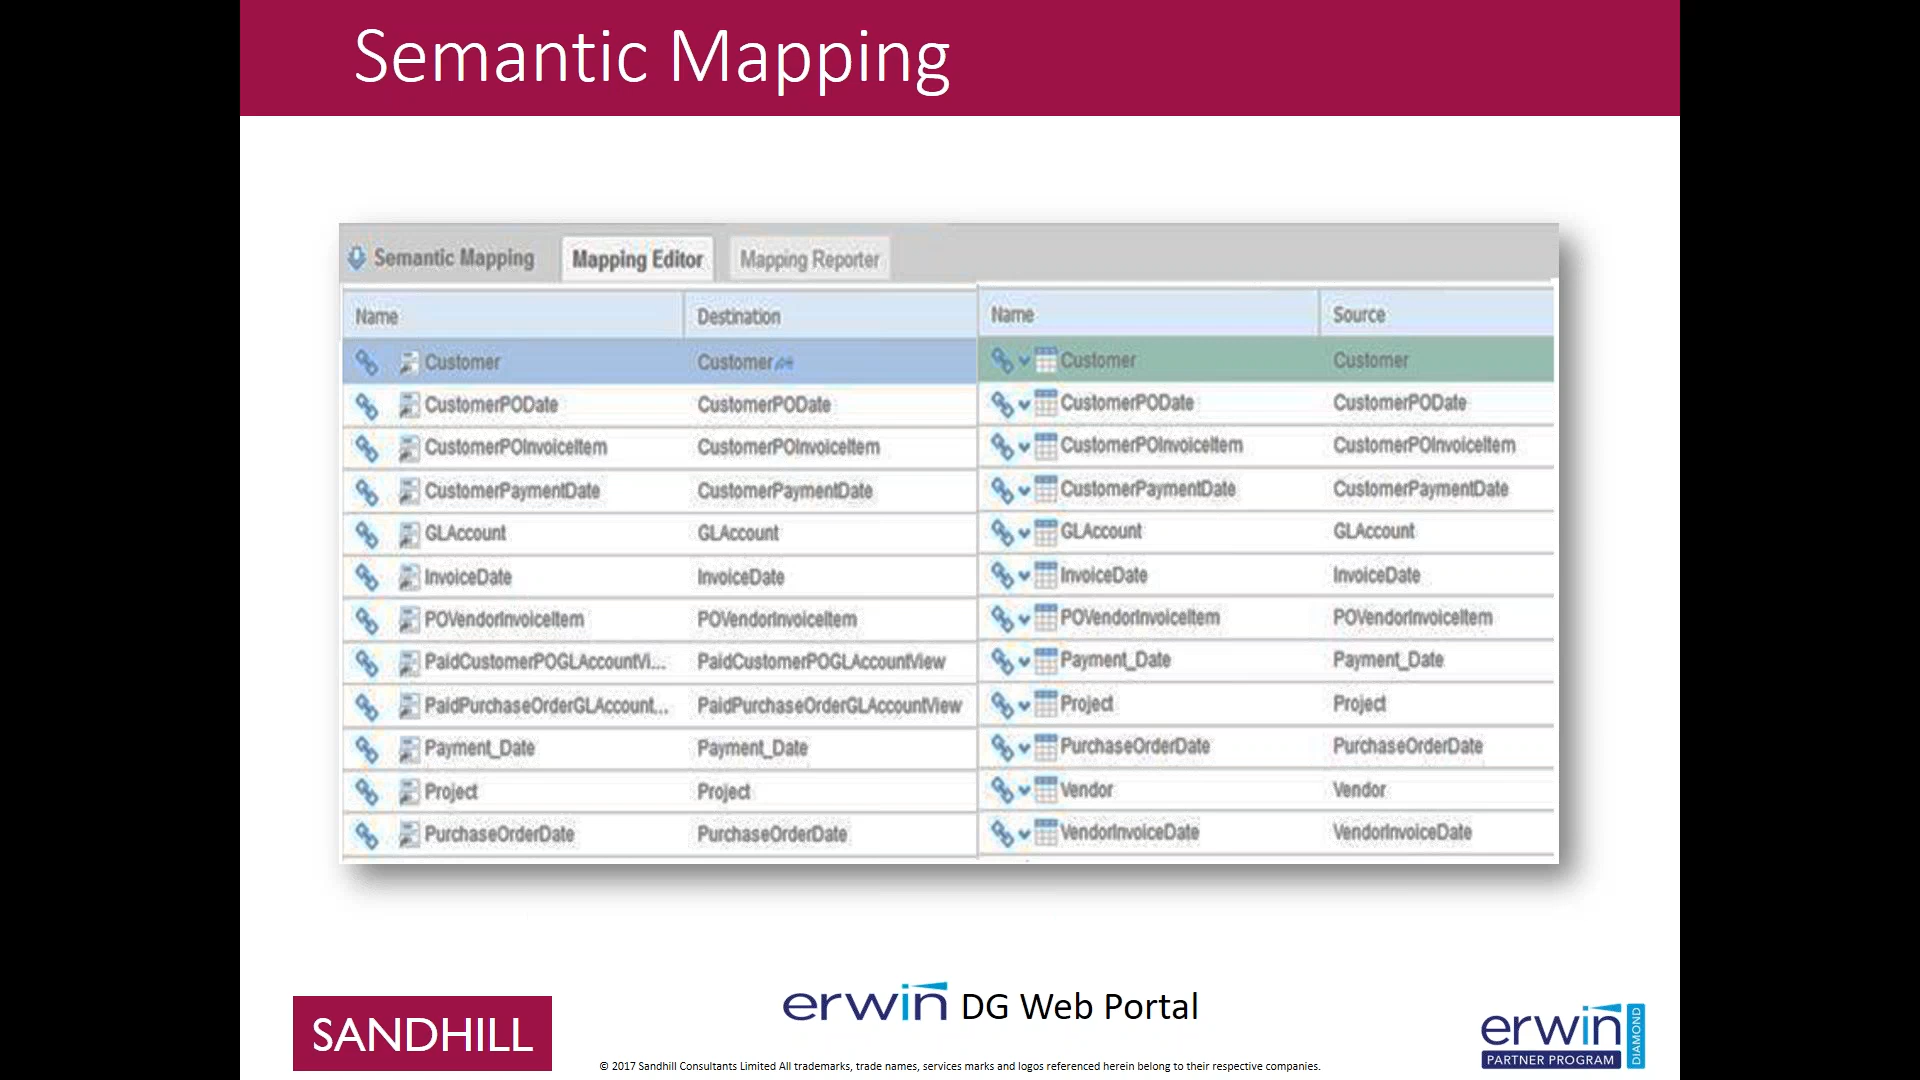 Semantic Mapping
Semantic Mapping Mapping Editor Mapping Reporter
Name Destination Name Source
Customer Customer Customer Customer
CustomerPODate CustomerPODate CustomerPODate CustomerPODate
CustomerPOInvoiceItem CustomerPOInvoiceItem CustomerPOInvoiceItem CustomerPOInvoiceItem
CustomerPaymentDate CustomerPaymentDate CustomerPaymentDate CustomerPaymentDate
GLAccount GLAccount GLAccount GLAccount
InvoiceDate InvoiceDate InvoiceDate InvoiceDate
POVendorInvoiceItem POVendorInvoiceItem POVendorInvoiceItem POVendorInvoiceItem
PaidCustomerPOGLAccountVi... PaidCustomerPOGLAccountView Payment_Date Payment_Date
PaidPurchaseOrderGLAccount... PaidPurchaseOrderGLAccountView Project Project
Payment_Date Payment_Date PurchaseOrderDate PurchaseOrderDate
Project Project Vendor Vendor
PurchaseOrderDate PurchaseOrderDate VendorInvoiceDate VendorInvoiceDate
erwin DG Web Portal
SANDHILL
erwin DIAMOND
PARTNER PROGRAM
© 2017 Sandhill Consultants Limited All trademarks, trade names, services marks and logos referenced herein belong to their respective companies.